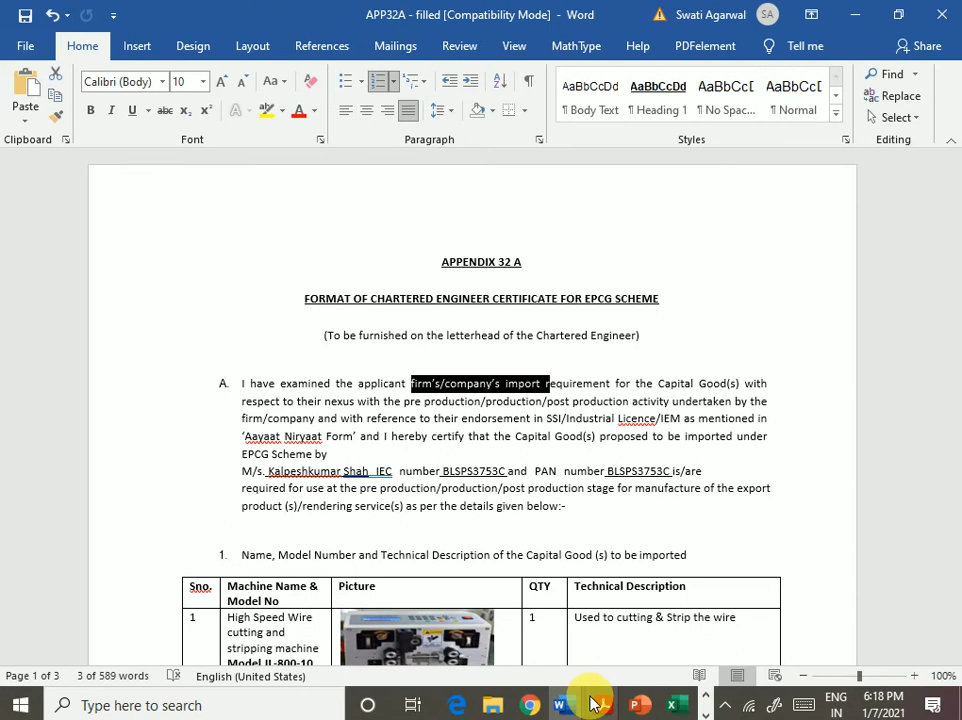 APP32A - filled [Compatibility Mode] - Word
Swati Agarwal
SA
File Home Insert Design Layout References Mailings Review View MathType Help PDFelement Tell me Share
Paste
Calibri (Body) 10
Aa
B I U abc x₂ x²
AaBbCcDd AaBbCcDd AaBbC AaBbCcD
¶ Body Text ¶ Heading 1 ¶ No Spac... ¶ Normal
Find
Replace
Select
Clipboard Font Paragraph Styles Editing
APPENDIX 32 A
FORMAT OF CHARTERED ENGINEER CERTIFICATE FOR EPCG SCHEME
(To be furnished on the letterhead of the Chartered Engineer)
A. I have examined the applicant firm's/company's import requirement for the Capital Good(s) with
respect to their nexus with the pre production/production/post production activity undertaken by the
firm/company and with reference to their endorsement in SSI/Industrial Licence/IEM as mentioned in
‘Aayaat Niryaat Form’ and I hereby certify that the Capital Good(s) proposed to be imported under
EPCG Scheme by
M/s. Kalpeshkumar Shah IEC number BLSPS3753C and PAN number BLSPS3753C is/are
required for use at the pre production/production/post production stage for manufacture of the export
product (s)/rendering service(s) as per the details given below:-
1. Name, Model Number and Technical Description of the Capital Good (s) to be imported
Sno. Machine Name & Picture QTY Technical Description
Model No
1 High Speed Wire 1 Used to cutting & Strip the wire
cutting and
stripping machine
Model JL-800-10
Page 1 of 3 3 of 589 words English (United States) 100%
Type here to search
ENG
IN
6:18 PM
1/7/2021